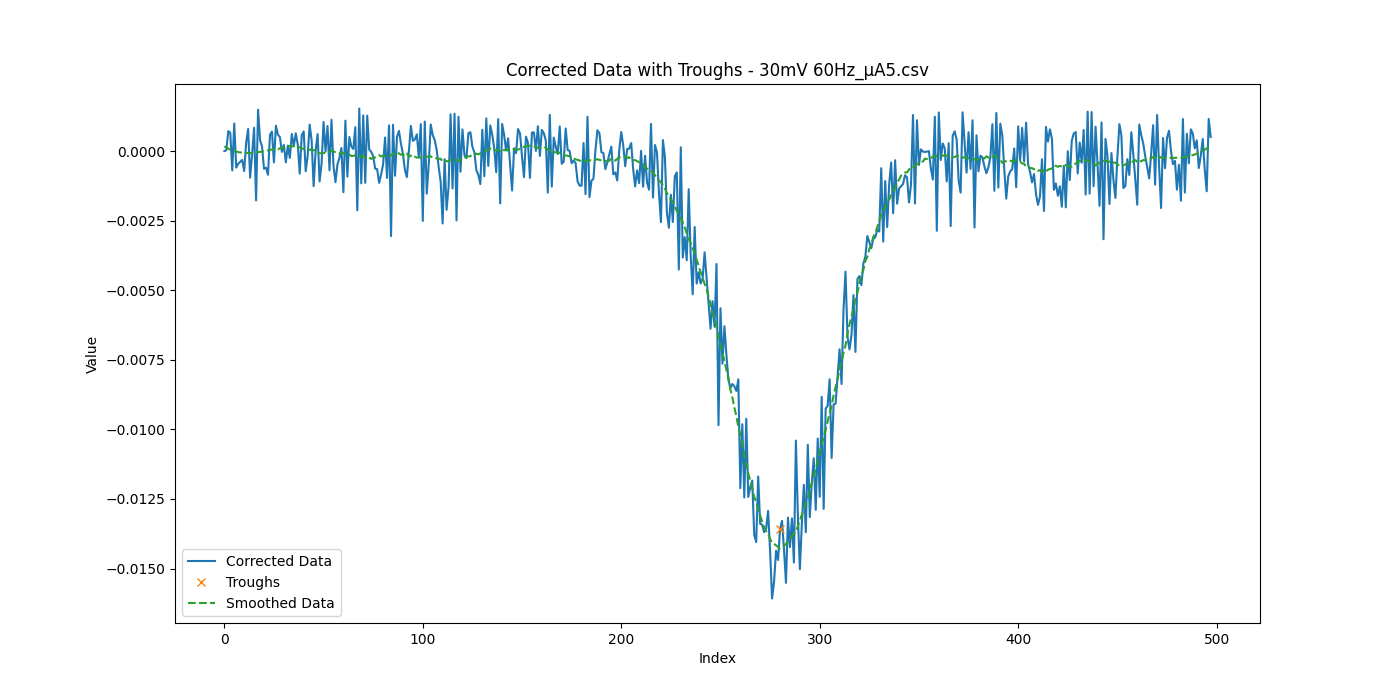 Corrected Data with Troughs - 30mV 60Hz_μA5.csv
0.0000
−0.0025
−0.0050
−0.0075
−0.0100
−0.0125
−0.0150
Value
Corrected Data
Troughs
Smoothed Data
0 100 200 300 400 500
Index